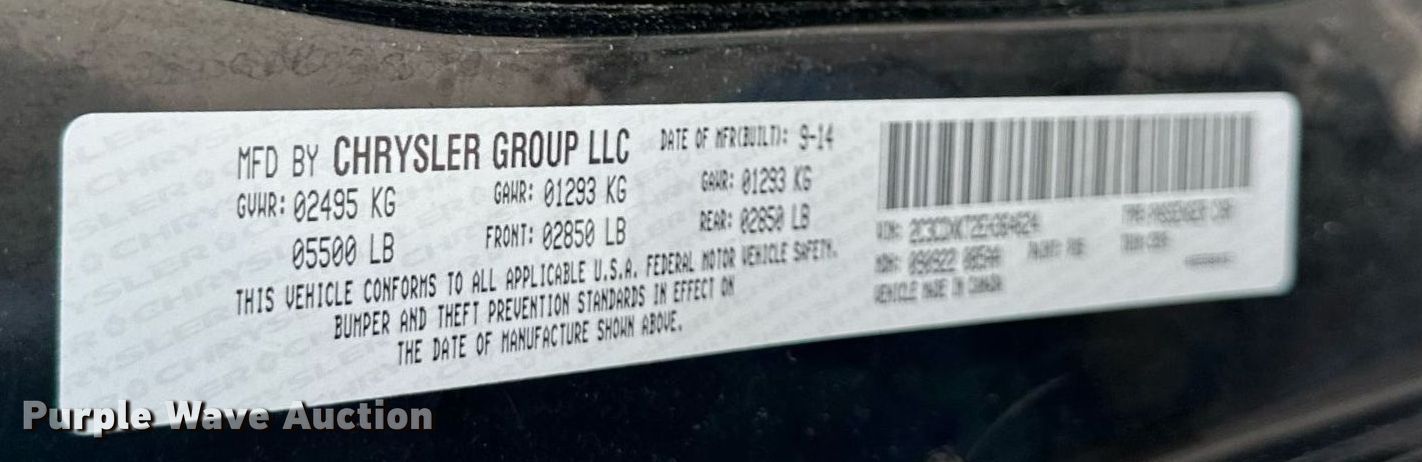 MFD BY CHRYSLER GROUP LLC DATE OF MFR(BUILT): 9-14
GVWR: 02495 KG GAWR: 01293 KG GAWR: 01293 KG
05500 LB FRONT: 02850 LB REAR: 02850 LB
THIS VEHICLE CONFORMS TO ALL APPLICABLE U.S.A. FEDERAL MOTOR VEHICLE SAFETY,
BUMPER AND THEFT PREVENTION STANDARDS IN EFFECT ON
THE DATE OF MANUFACTURE SHOWN ABOVE.
VIN:
TYPE: PASSENGER CAR
MDH:
VEHICLE MADE IN CANADA
Purple Wave Auction